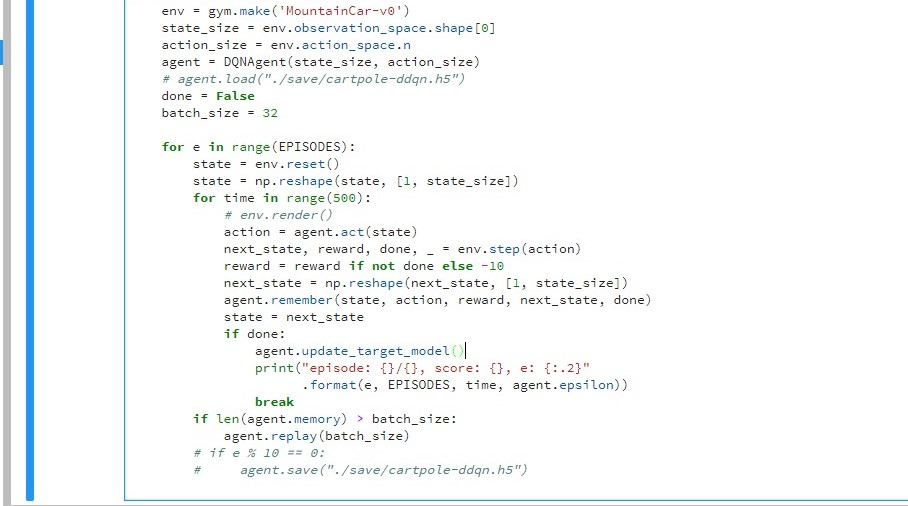 env = gym.make('MountainCar-v0')
state_size = env.observation_space.shape[0]
action_size = env.action_space.n
agent = DQNAgent(state_size, action_size)
# agent.load("./save/cartpole-ddqn.h5")
done = False
batch_size = 32

for e in range(EPISODES):
    state = env.reset()
    state = np.reshape(state, [1, state_size])
    for time in range(500):
        # env.render()
        action = agent.act(state)
        next_state, reward, done, _ = env.step(action)
        reward = reward if not done else -10
        next_state = np.reshape(next_state, [1, state_size])
        agent.remember(state, action, reward, next_state, done)
        state = next_state
        if done:
            agent.update_target_model()
            print("episode: {}/{}, score: {}, e: {:.2}"
                  .format(e, EPISODES, time, agent.epsilon))
            break
    if len(agent.memory) > batch_size:
        agent.replay(batch_size)
    # if e % 10 == 0:
    #     agent.save("./save/cartpole-ddqn.h5")